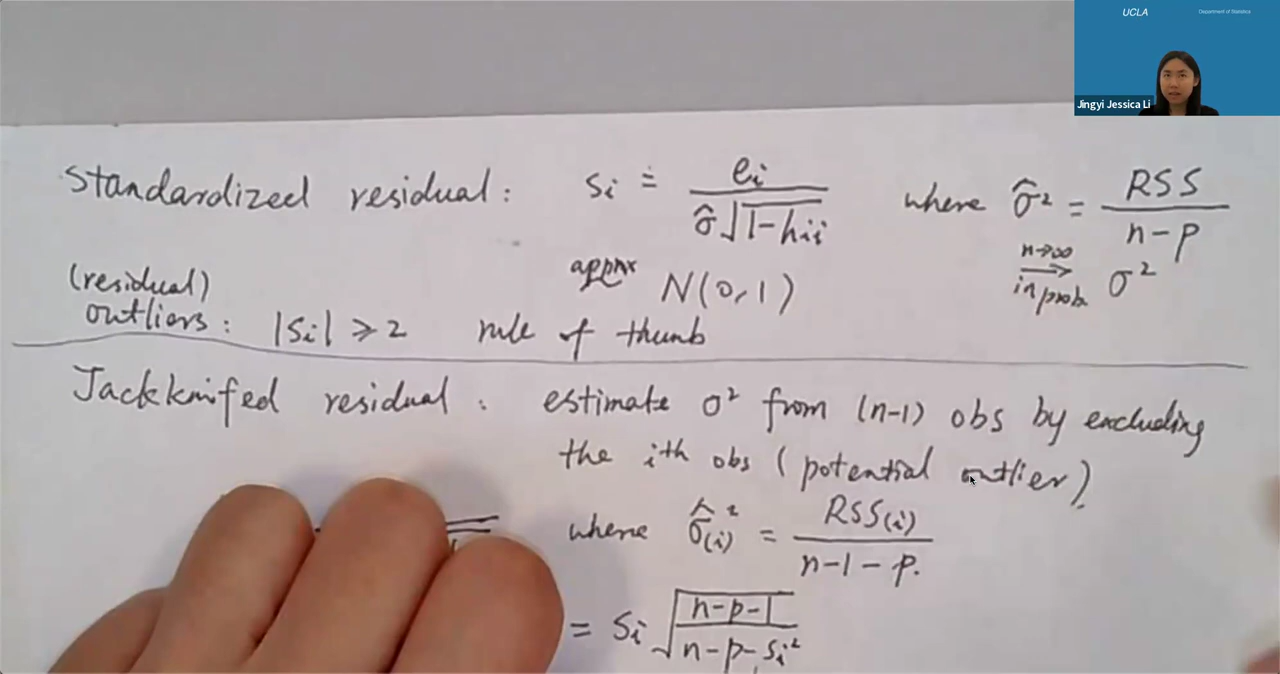 UCLA Department of Statistics
Jingyi Jessica Li
Standardized residual: si ≐ ei / (σ̂ √(1-hii)) where σ̂² = RSS / (n-p)
n→∞
in prob. → σ²
(residual) approx N(0,1)
outliers: |si| ≥ 2 rule of thumb
Jackknifed residual: estimate σ² from (n-1) obs by excluding
the ith obs (potential outlier).
where σ̂(i)² = RSS(i) / (n-1-p).
= si √((n-p-1) / (n-p-si²))